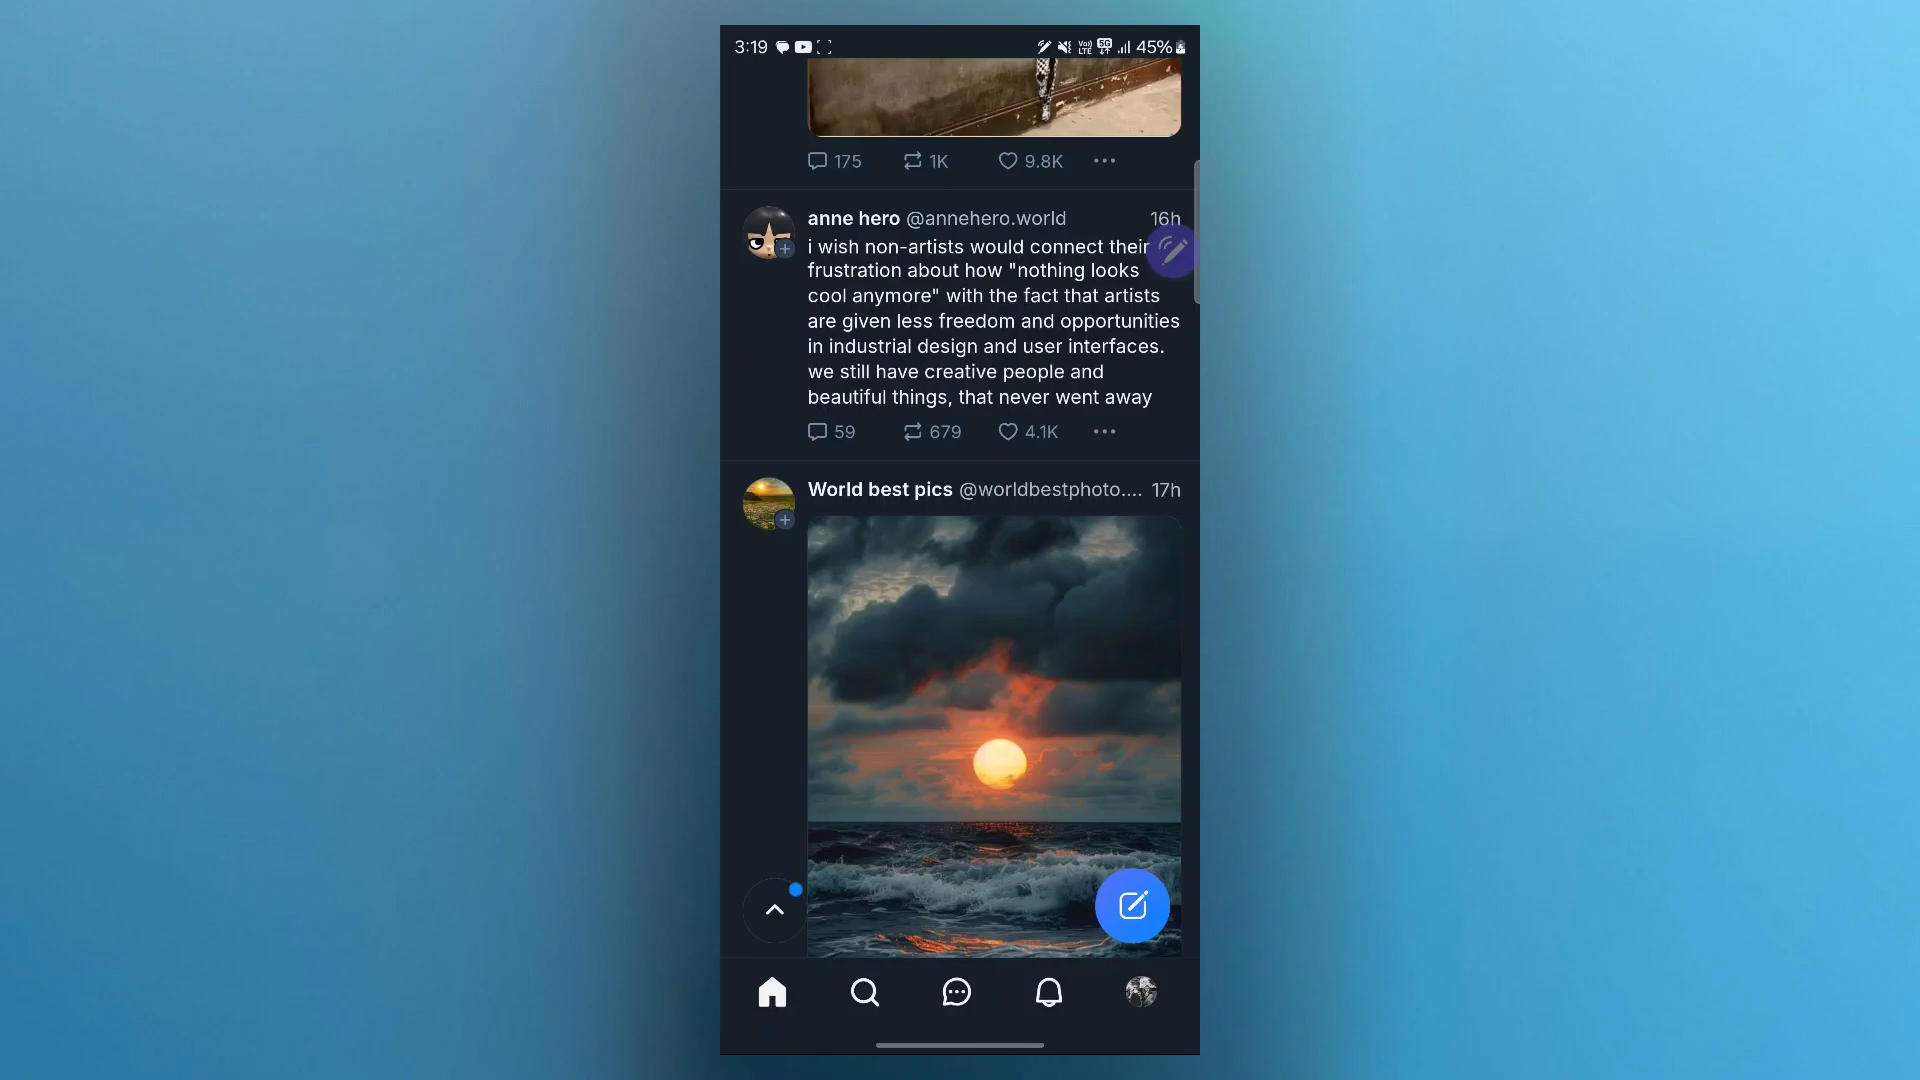 3:19 Vo) LTE 5G 45%
175 1K 9.8K
anne hero @annehero.world 16h
i wish non-artists would connect their
frustration about how "nothing looks
cool anymore" with the fact that artists
are given less freedom and opportunities
in industrial design and user interfaces.
we still have creative people and
beautiful things, that never went away
59 679 4.1K
World best pics @worldbestphoto.... 17h